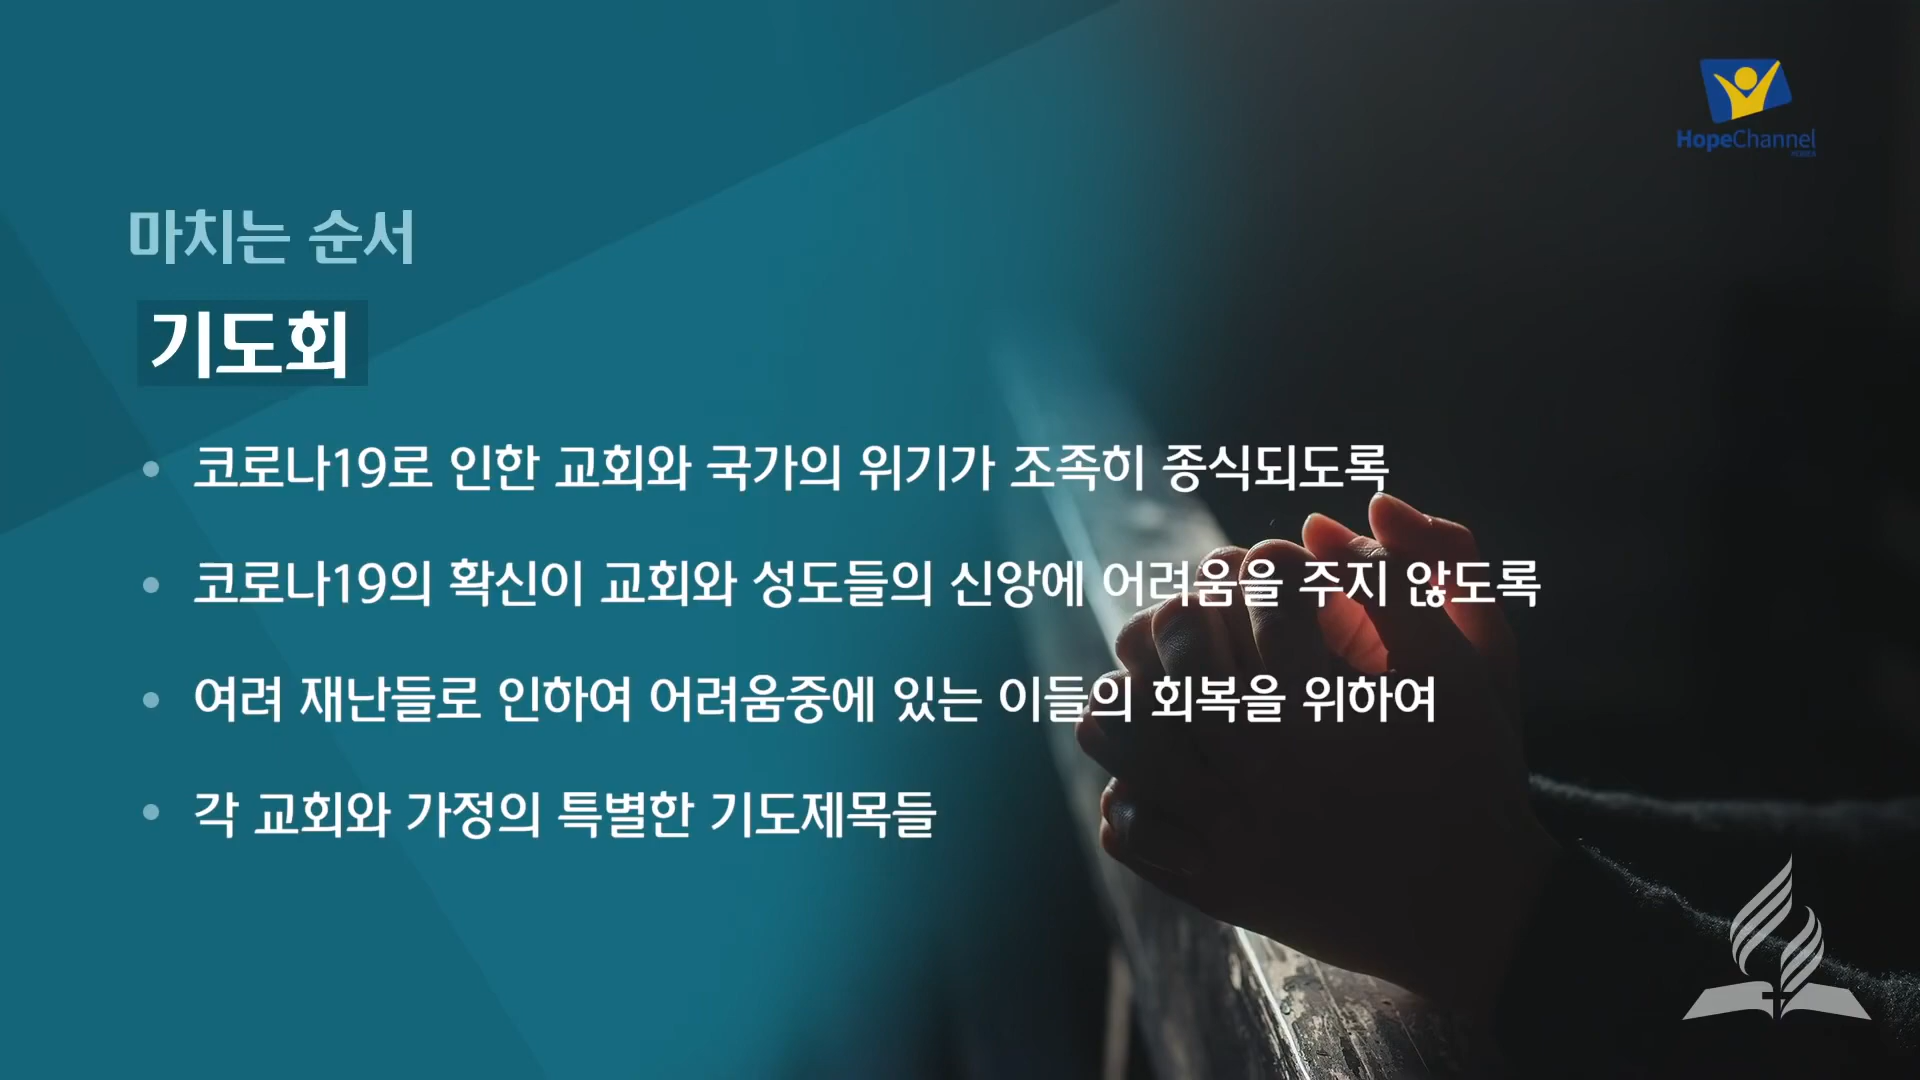 HopeChannel
KOREA
마치는 순서
기도회
• 코로나19로 인한 교회와 국가의 위기가 조족히 종식되도록
• 코로나19의 확신이 교회와 성도들의 신앙에 어려움을 주지 않도록
• 여려 재난들로 인하여 어려움중에 있는 이들의 회복을 위하여
• 각 교회와 가정의 특별한 기도제목들